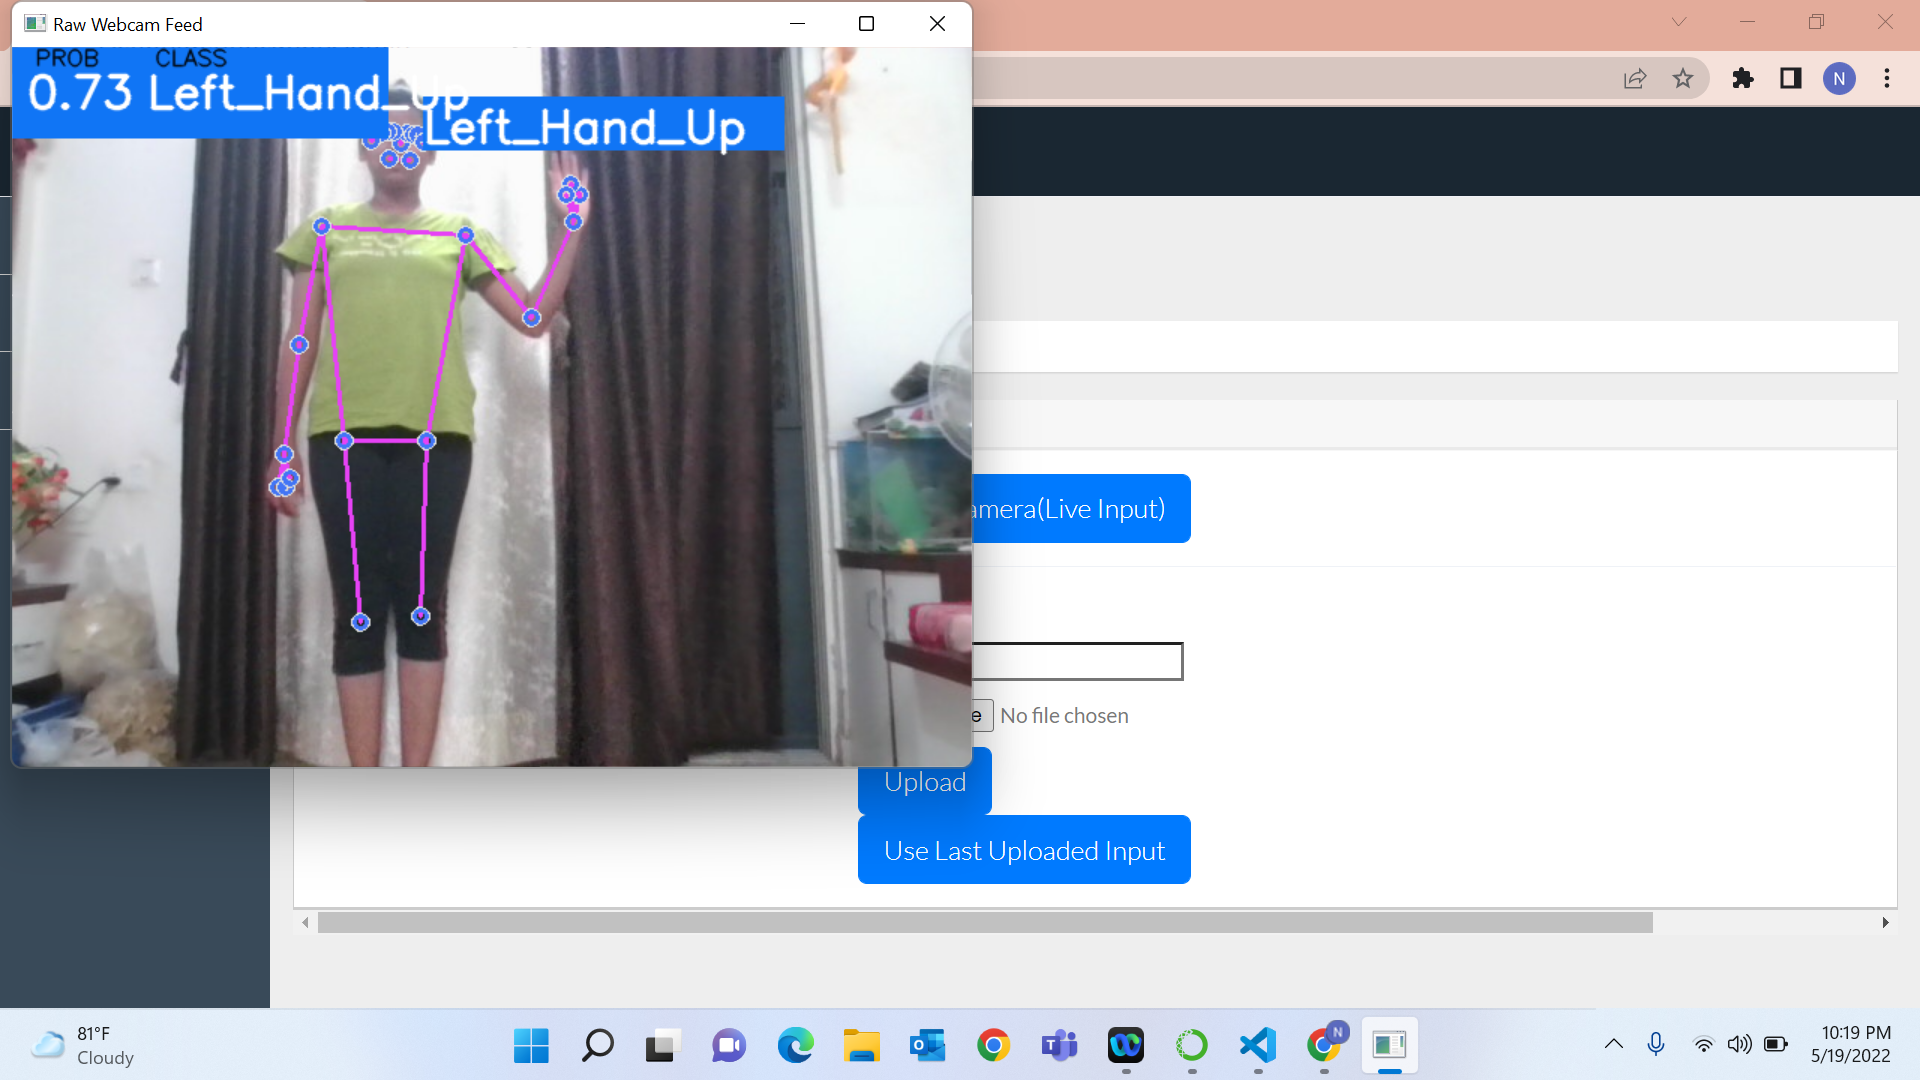 Raw Webcam Feed
PROB CLASS
0.73 Left_Hand_Up
Left_Hand_Up
N
amera(Live Input)
e No file chosen
Upload
Use Last Uploaded Input
81°F
Cloudy
N
10:19 PM
5/19/2022